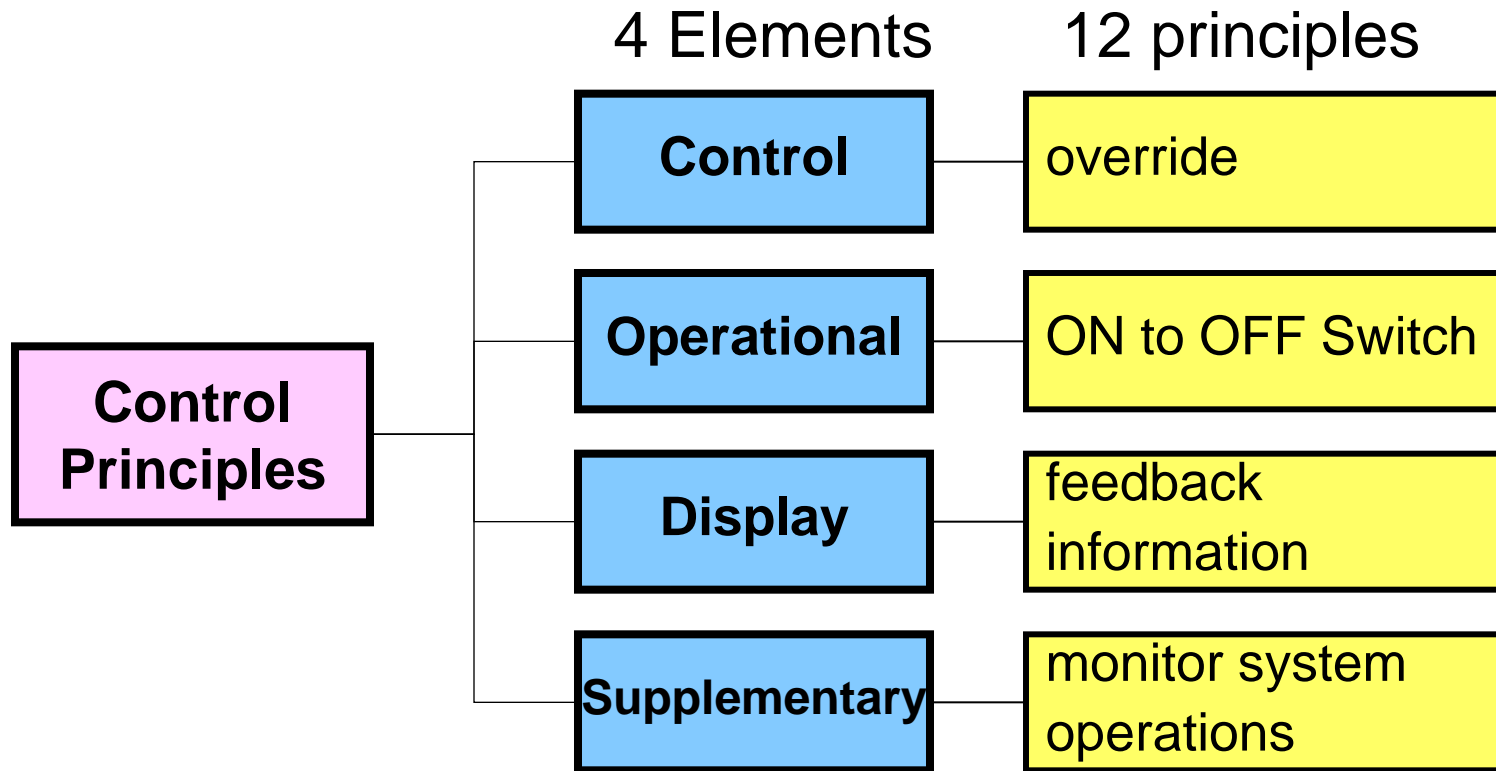 4 Elements
12 principles
Control
override
Operational
ON to OFF Switch
Control
Principles
Display
feedback
information
Supplementary
monitor system
operations